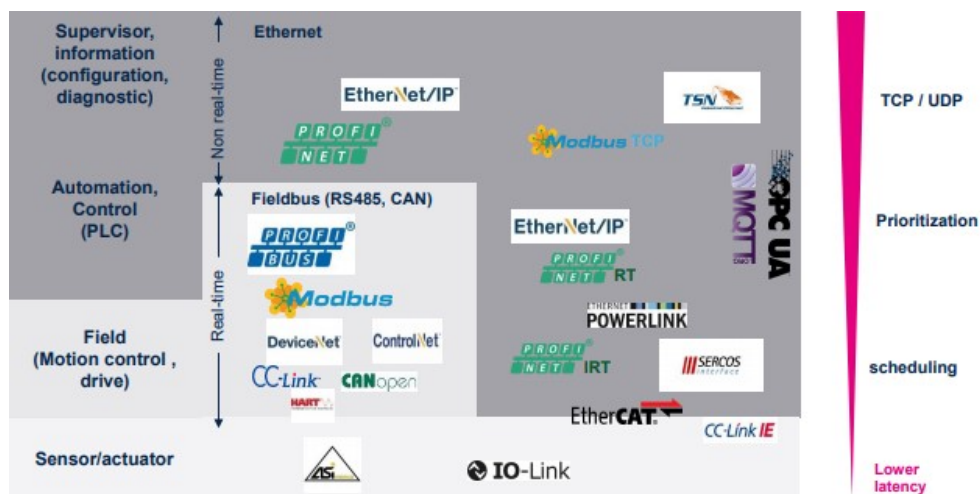 Supervisor,
information
(configuration,
diagnostic)
Non real-time
Ethernet
EtherNet/IP
PROFI
NET
TSN
Modbus TCP
TCP / UDP
Automation,
Control
(PLC)
Real-time
Fieldbus (RS485, CAN)
PROFI
BUS
Modbus
EtherNet/IP
PROFI
NET RT
MQTT
OPC UA
Prioritization
ETHERNET
POWERLINK
Field
(Motion control ,
drive)
DeviceNet
ControlNet
CC-Link
CANopen
HART
PROFI
NET IRT
SERCOS
interface
scheduling
EtherCAT
CC-Link IE
Sensor/actuator
ASi
IO-Link
Lower
latency